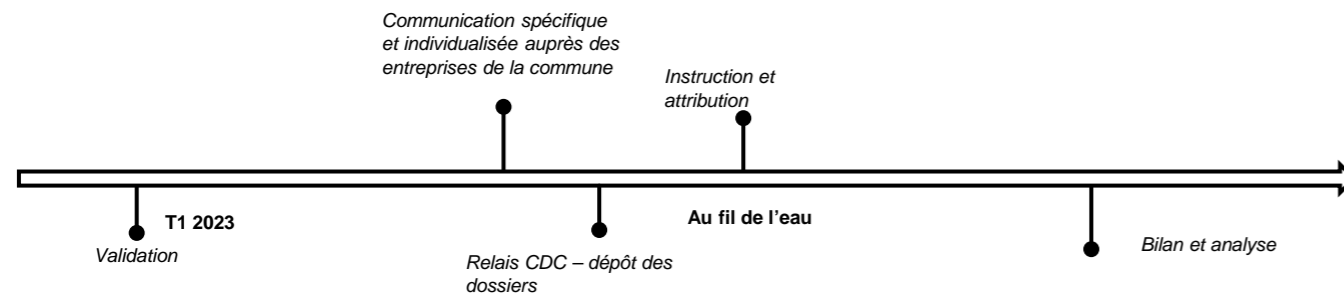 Communication spécifique
et individualisée auprès des
entreprises de la commune
Instruction et
attribution
T1 2023
Au fil de l'eau
Validation
Relais CDC – dépôt des
dossiers
Bilan et analyse